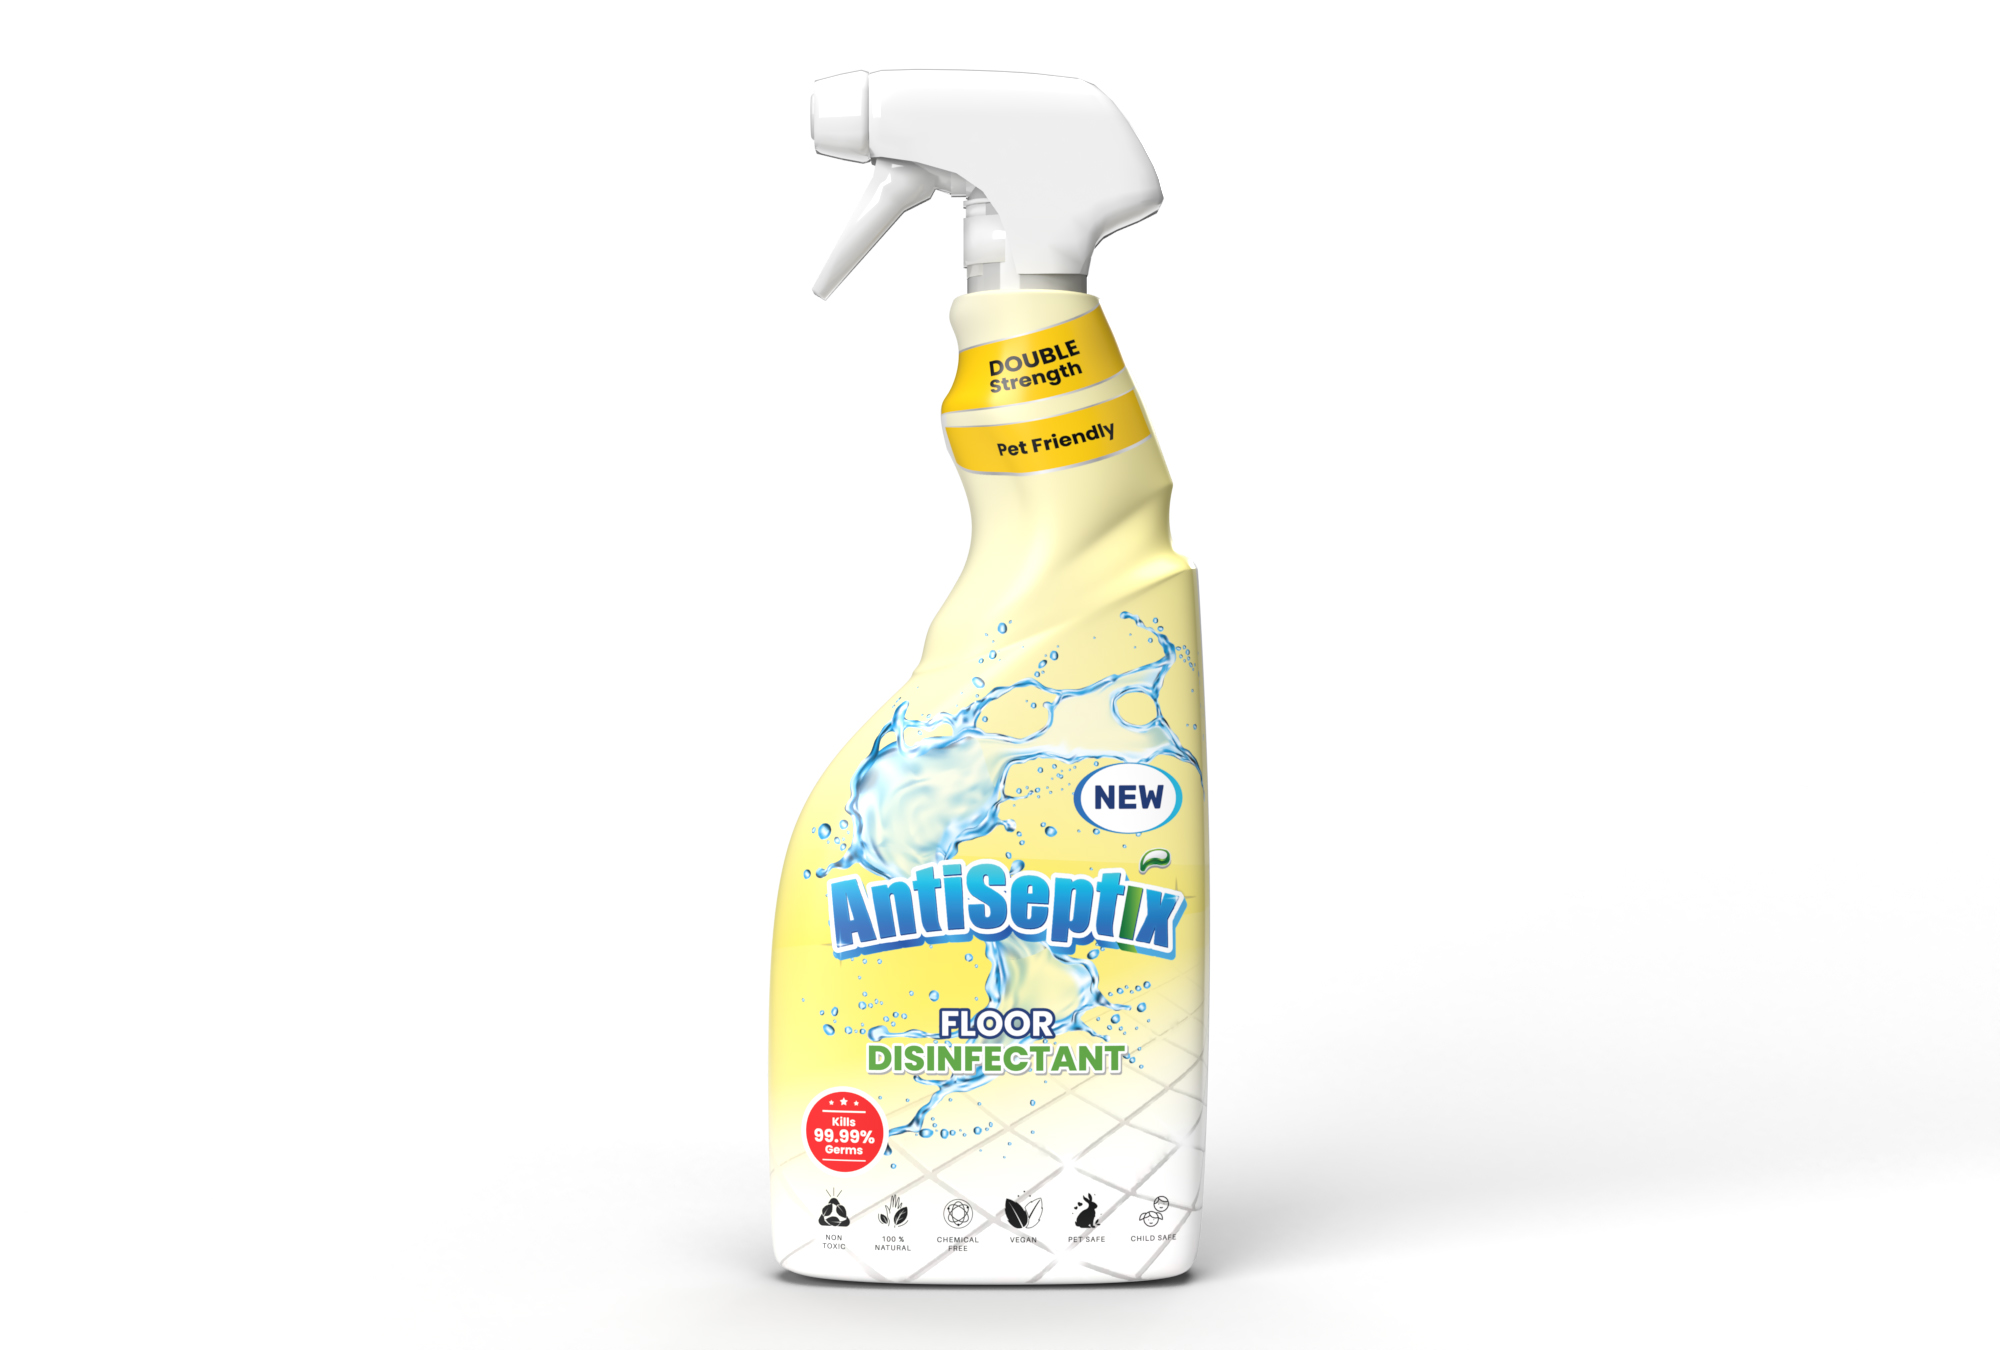 DOUBLE
Strength
Pet Friendly
NEW
AntiSeptix
FLOOR
DISINFECTANT
Kills
99.99%
Germs
NON
TOXIC
100 %
NATURAL
CHEMICAL
FREE
VEGAN
PET SAFE
CHILD SAFE